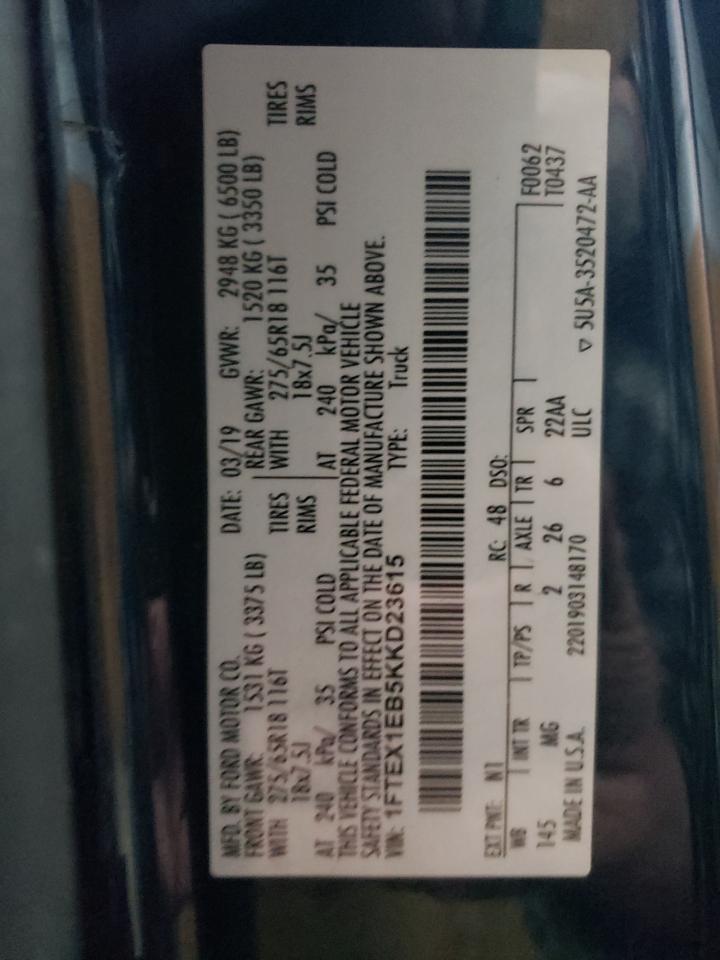 MFD. BY FORD MOTOR CO.
DATE: 03/19 GVWR: 2948 KG ( 6500 LB)
FRONT GAWR: 1531 KG ( 3375 LB)
REAR GAWR: 1520 KG ( 3350 LB)
WITH 275/65R18 116T TIRES
WITH 275/65R18 116T TIRES
18x7.5J RIMS
18x7.5J RIMS
AT 240 kPa/ 35 PSI COLD
AT 240 kPa/ 35 PSI COLD
THIS VEHICLE CONFORMS TO ALL APPLICABLE FEDERAL MOTOR VEHICLE
SAFETY STANDARDS IN EFFECT ON THE DATE OF MANUFACTURE SHOWN ABOVE.
VIN: 1FTEX1EB5KKD23615 TYPE: Truck
EXT PNT: N1 RC: 48 DSO:
WB INT TR TP/PS R AXLE TR SPR F0062
145 MG 2 26 6 22AA T0437
MADE IN U.S.A. 2201903148170 ULC
▽ 5U5A-3520472-AA